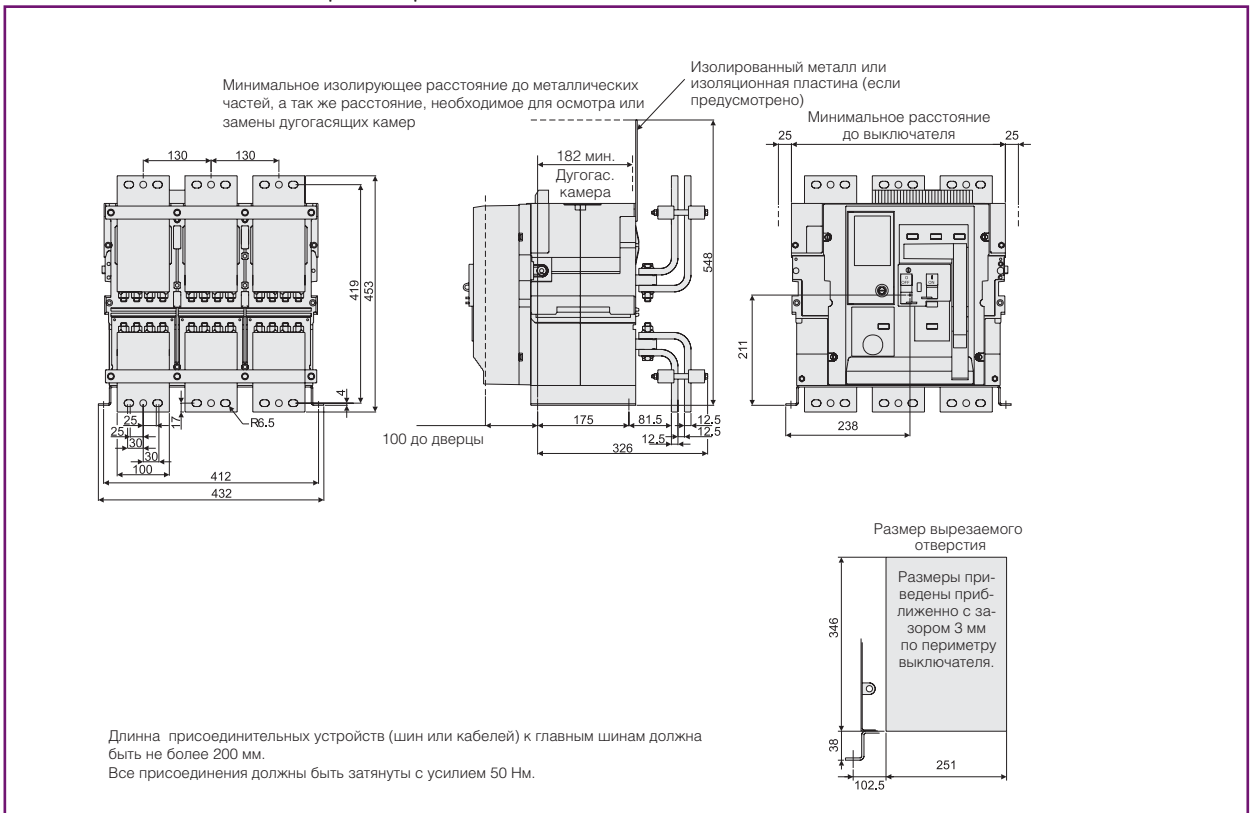 Минимальное изолирующее расстояние до металлических
частей, а так же расстояние, необходимое для осмотра или
замены дугогасящих камер
Изолированный металл или
изоляционная пластина (если
предусмотрено)
Минимальное расстояние
до выключателя
25
25
130
130
419
453
4
25
25
30
30
17
R6.5
100
412
432
182 мин.
Дугогас.
камера
548
100 до дверцы
175
81.5
12.5
12.5
12.5
326
OFF
ON
211
238
Размер вырезаемого
отверстия
Размеры при-
ведены приб-
лиженно с за-
зором 3 мм
по периметру
выключателя.
346
38
102.5
251
Длинна присоединительных устройств (шин или кабелей) к главным шинам должна
быть не более 200 мм.
Все присоединения должны быть затянуты с усилием 50 Нм.